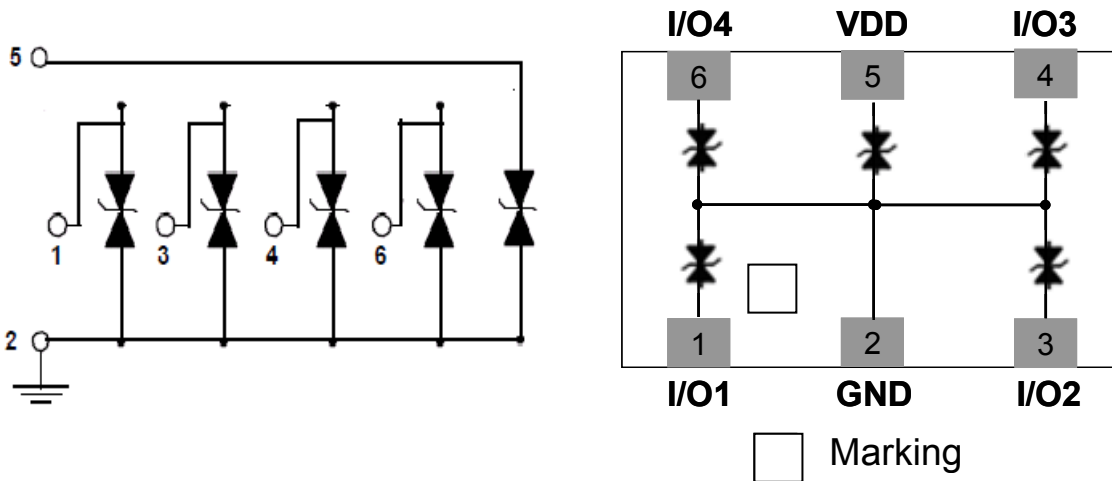 5
1 3 4 6
2
I/O4 VDD I/O3
6 5 4
1 2 3
I/O1 GND I/O2
Marking